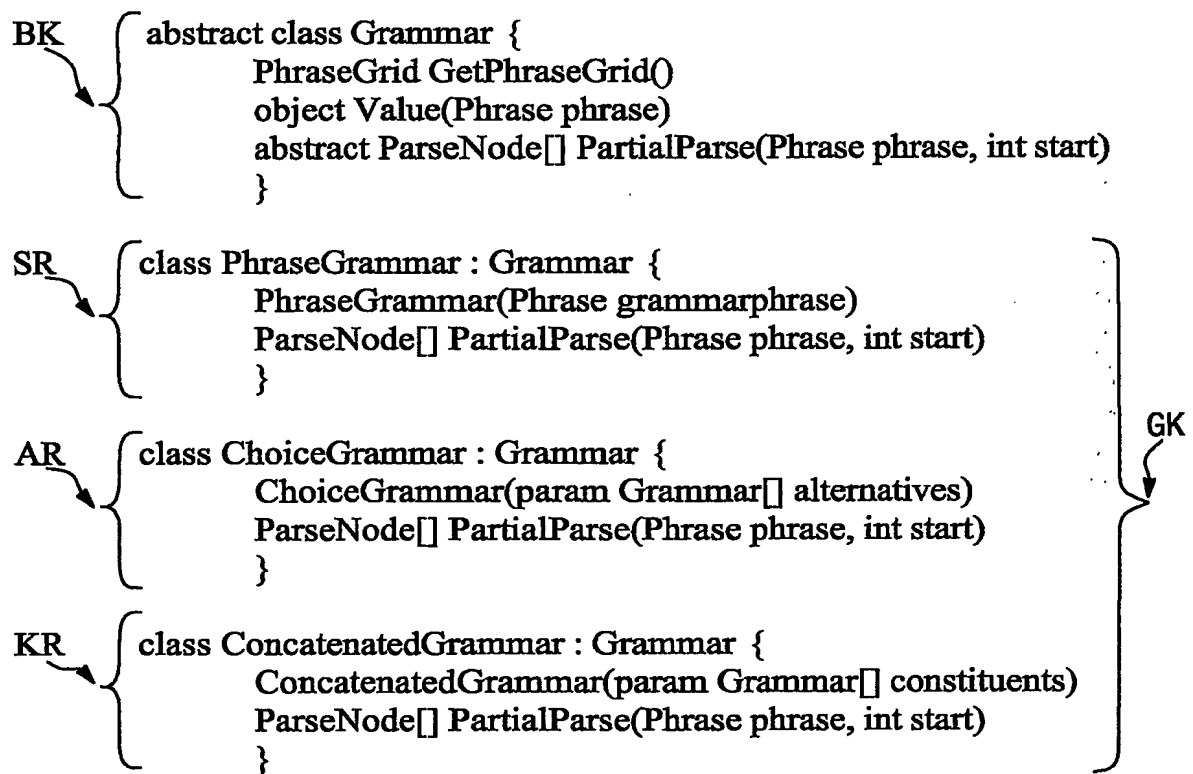 BK abstract class Grammar {
PhraseGrid GetPhraseGrid()
object Value(Phrase phrase)
abstract ParseNode[] PartialParse(Phrase phrase, int start)
}
SR class PhraseGrammar : Grammar {
PhraseGrammar(Phrase grammarphrase)
ParseNode[] PartialParse(Phrase phrase, int start)
}
GK
AR class ChoiceGrammar : Grammar {
ChoiceGrammar(param Grammar[] alternatives)
ParseNode[] PartialParse(Phrase phrase, int start)
}
KR class ConcatenatedGrammar : Grammar {
ConcatenatedGrammar(param Grammar[] constituents)
ParseNode[] PartialParse(Phrase phrase, int start)
}